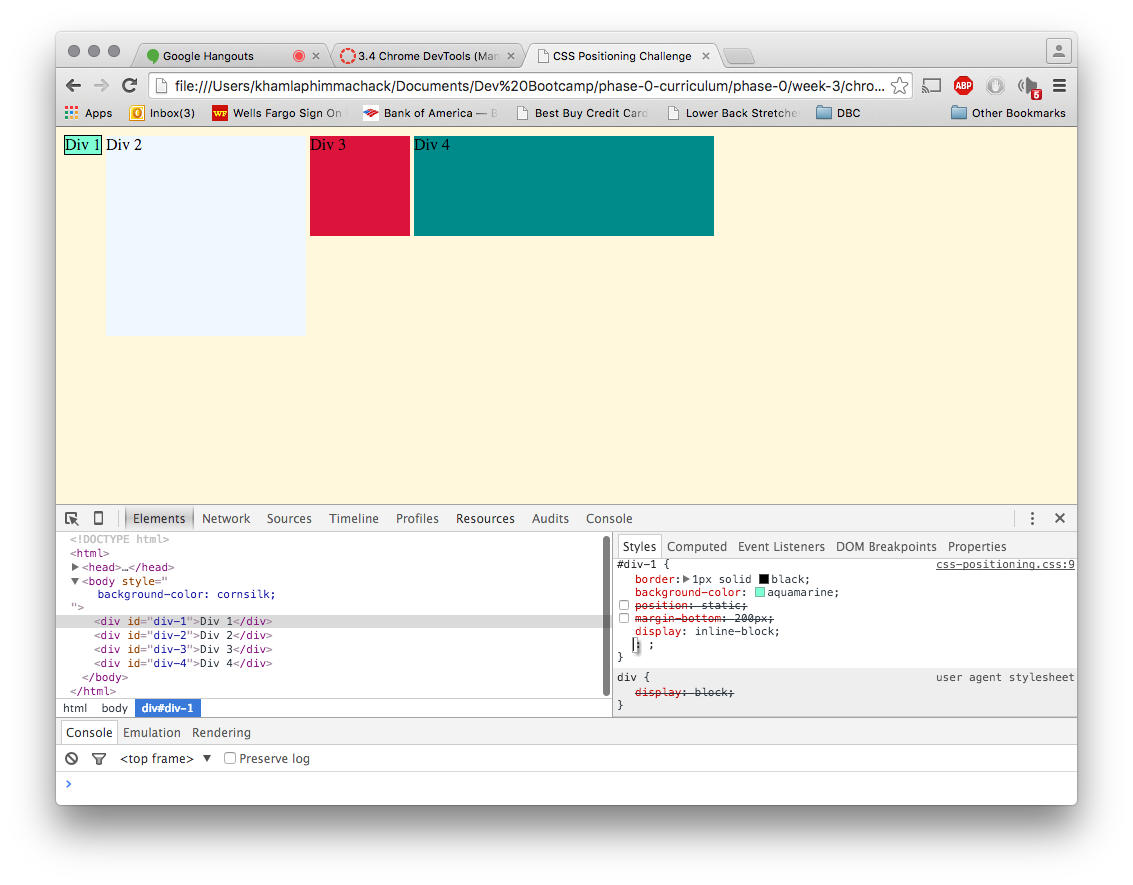 Google Hangouts
3.4 Chrome DevTools (Man
CSS Positioning Challenge
file:///Users/khamlaphimmachack/Documents/Dev%20Bootcamp/phase-0-curriculum/phase-0/week-3/chro...
ABP
Apps
Inbox(3)
WF Wells Fargo Sign On
Bank of America — B
Best Buy Credit Card
Lower Back Stretche
DBC
Other Bookmarks
Div 1
Div 2
Div 3
Div 4
Elements Network Sources Timeline Profiles Resources Audits Console
<!DOCTYPE html>
<html>
<head>…</head>
<body style="
background-color: cornsilk;
">
<div id="div-1">Div 1</div>
<div id="div-2">Div 2</div>
<div id="div-3">Div 3</div>
<div id="div-4">Div 4</div>
</body>
</html>
html body div#div-1
Styles Computed Event Listeners DOM Breakpoints Properties
#div-1 { css-positioning.css:9
border: 1px solid black;
background-color: aquamarine;
position: static;
margin-bottom: 200px;
display: inline-block;
: ;
}
div { user agent stylesheet
display: block;
}
Console Emulation Rendering
<top frame> ▼ Preserve log
>